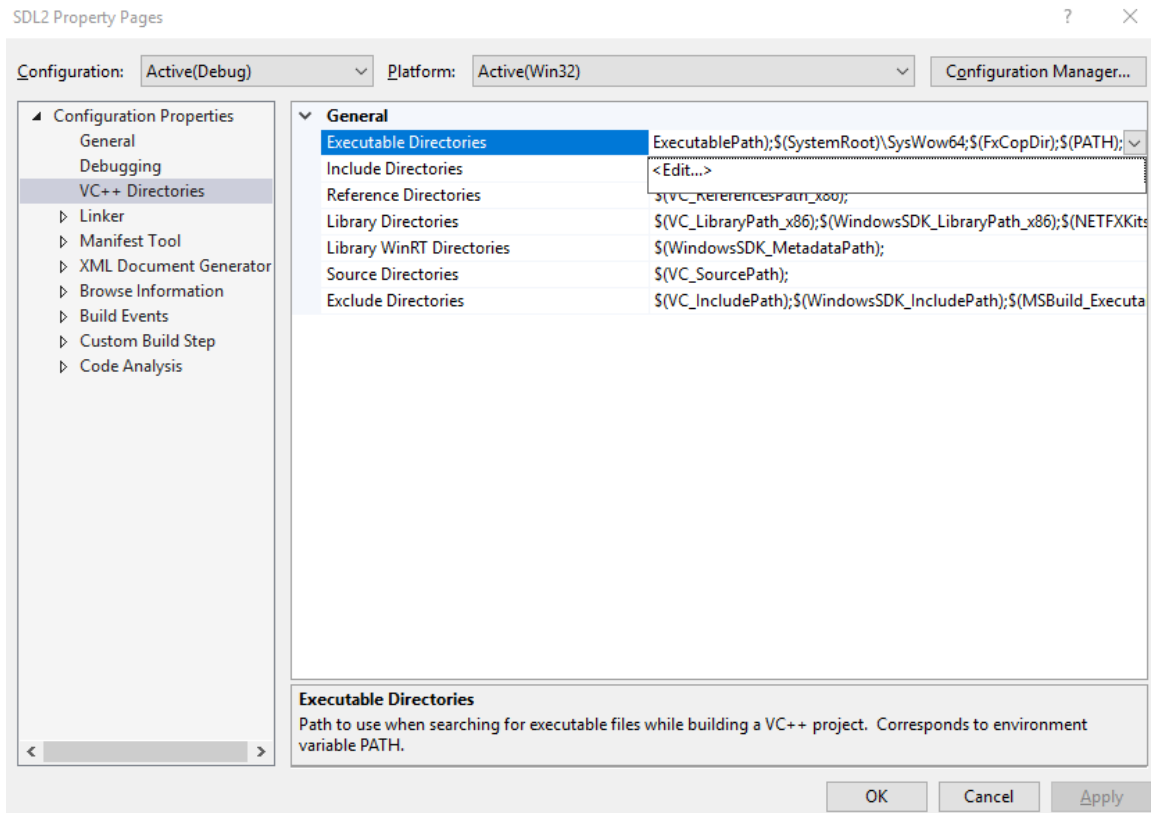 SDL2 Property Pages
?
Configuration: Active(Debug) Platform: Active(Win32) Configuration Manager...
Configuration Properties
General
Debugging
VC++ Directories
Linker
Manifest Tool
XML Document Generator
Browse Information
Build Events
Custom Build Step
Code Analysis
General
Executable Directories ExecutablePath);$(SystemRoot)\SysWow64;$(FxCopDir);$(PATH);
<Edit...>
Include Directories
Reference Directories $(VC_ReferencesPath_x86);
Library Directories $(VC_LibraryPath_x86);$(WindowsSDK_LibraryPath_x86);$(NETFXKits
Library WinRT Directories $(WindowsSDK_MetadataPath);
Source Directories $(VC_SourcePath);
Exclude Directories $(VC_IncludePath);$(WindowsSDK_IncludePath);$(MSBuild_Executa
Executable Directories
Path to use when searching for executable files while building a VC++ project. Corresponds to environment
variable PATH.
OK Cancel Apply